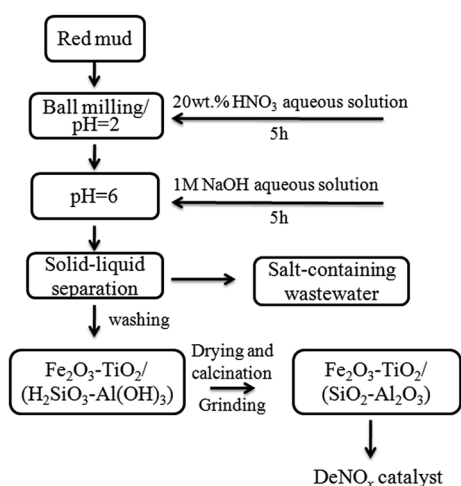 Red mud
Ball milling/
pH=2
20wt.% HNO₃ aqueous solution
5h
pH=6
1M NaOH aqueous solution
5h
Solid-liquid
separation
Salt-containing
wastewater
washing
Fe₂O₃-TiO₂/
(H₂SiO₃-Al(OH)₃)
Drying and
calcination
Grinding
Fe₂O₃-TiO₂/
(SiO₂-Al₂O₃)
DeNOₓ catalyst